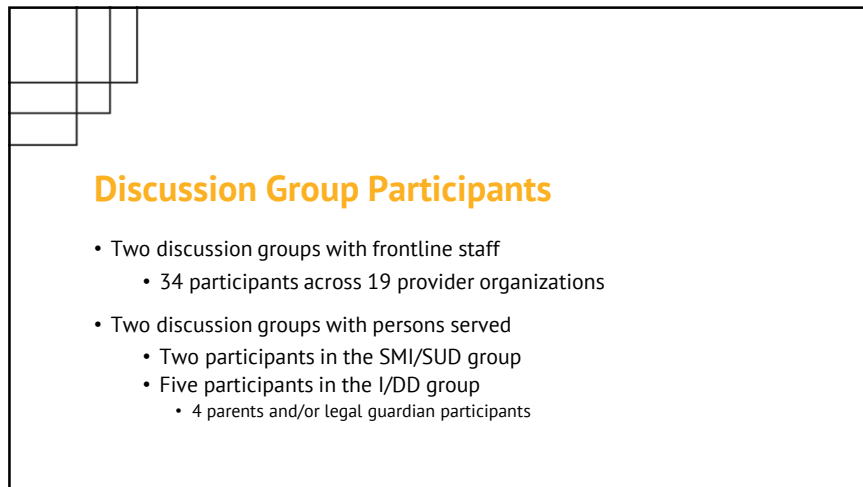 Discussion Group Participants
• Two discussion groups with frontline staff
• 34 participants across 19 provider organizations
• Two discussion groups with persons served
• Two participants in the SMI/SUD group
• Five participants in the I/DD group
• 4 parents and/or legal guardian participants